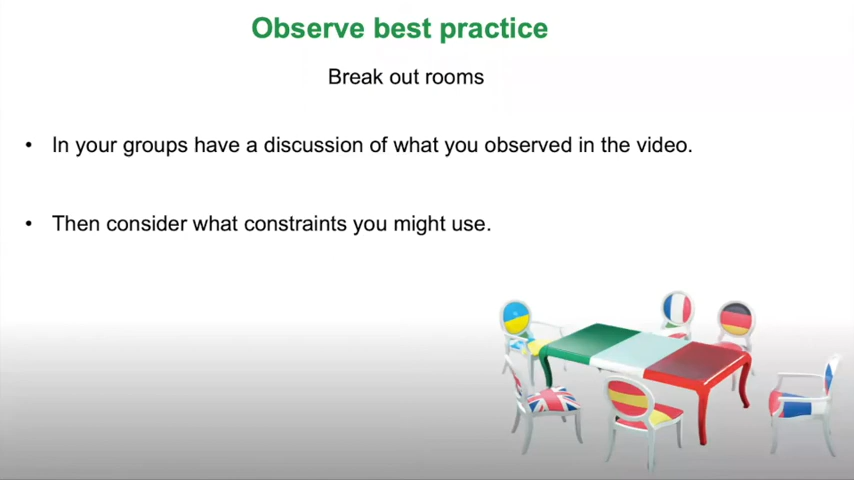 Observe best practice
Break out rooms
• In your groups have a discussion of what you observed in the video.
• Then consider what constraints you might use.